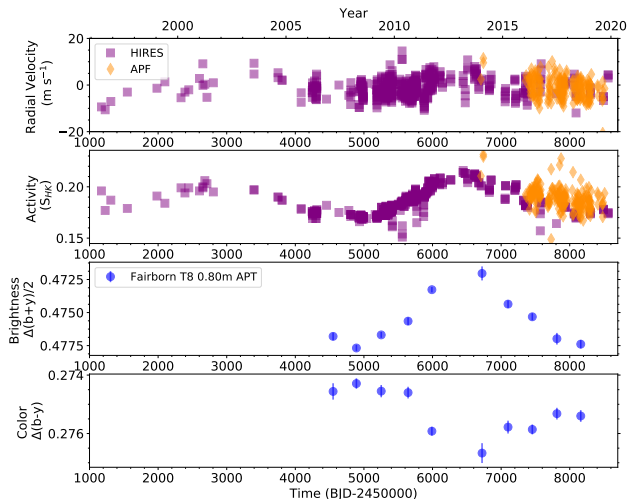 Year
2000 2005 2010 2015 2020
20
0
−20
Radial Velocity
(m s⁻¹)
HIRES
APF
1000 2000 3000 4000 5000 6000 7000 8000
0.20
0.15
Activity
(S_HK)
1000 2000 3000 4000 5000 6000 7000 8000
0.4725
0.4750
0.4775
Brightness
Δ(b+y)/2
Fairborn T8 0.80m APT
1000 2000 3000 4000 5000 6000 7000 8000
0.274
0.276
Color
Δ(b-y)
1000 2000 3000 4000 5000 6000 7000 8000
Time (BJD-2450000)